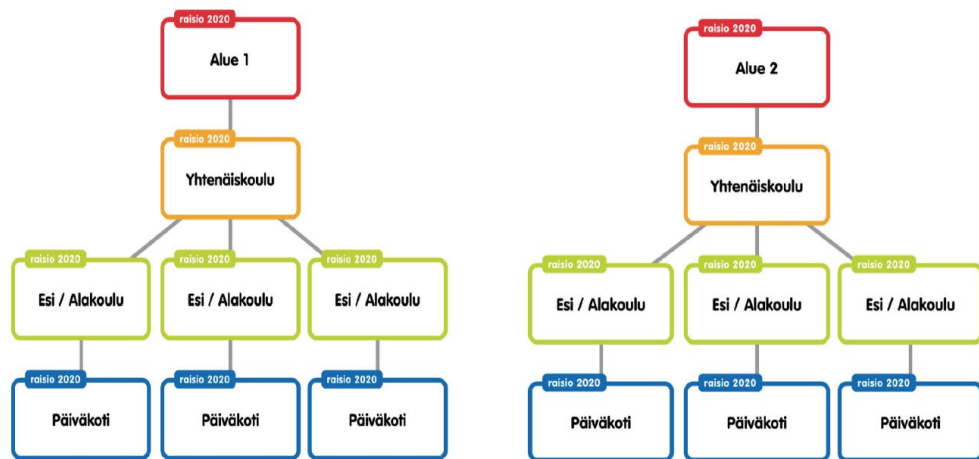 raisio 2020
Alue 1
raisio 2020
Yhtenäiskoulu
raisio 2020
Esi / Alakoulu
raisio 2020
Esi / Alakoulu
raisio 2020
Esi / Alakoulu
raisio 2020
Päiväkoti
raisio 2020
Päiväkoti
raisio 2020
Päiväkoti
raisio 2020
Alue 2
raisio 2020
Yhtenäiskoulu
raisio 2020
Esi / Alakoulu
raisio 2020
Esi / Alakoulu
raisio 2020
Esi / Alakoulu
raisio 2020
Päiväkoti
raisio 2020
Päiväkoti
raisio 2020
Päiväkoti